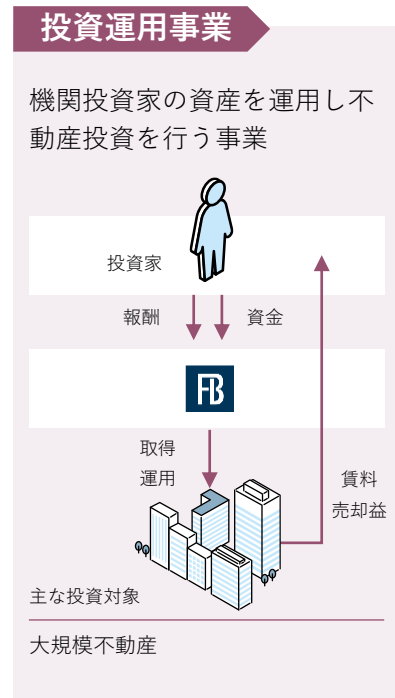 投資運用事業
機関投資家の資産を運用し不
動産投資を行う事業
投資家
報酬
資金
FB
取得
運用
賃料
売却益
主な投資対象
大規模不動産